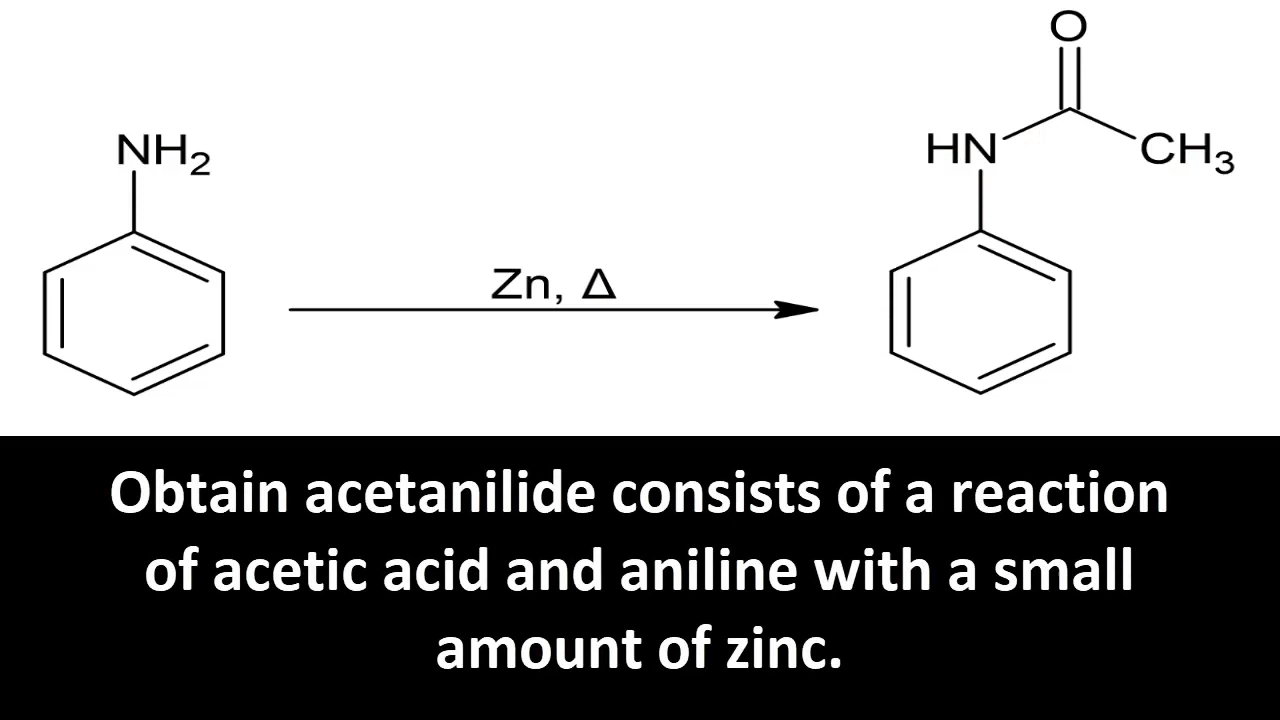 O
NH₂
HN
CH₃
Zn, Δ
Obtain acetanilide consists of a reaction
of acetic acid and aniline with a small
amount of zinc.